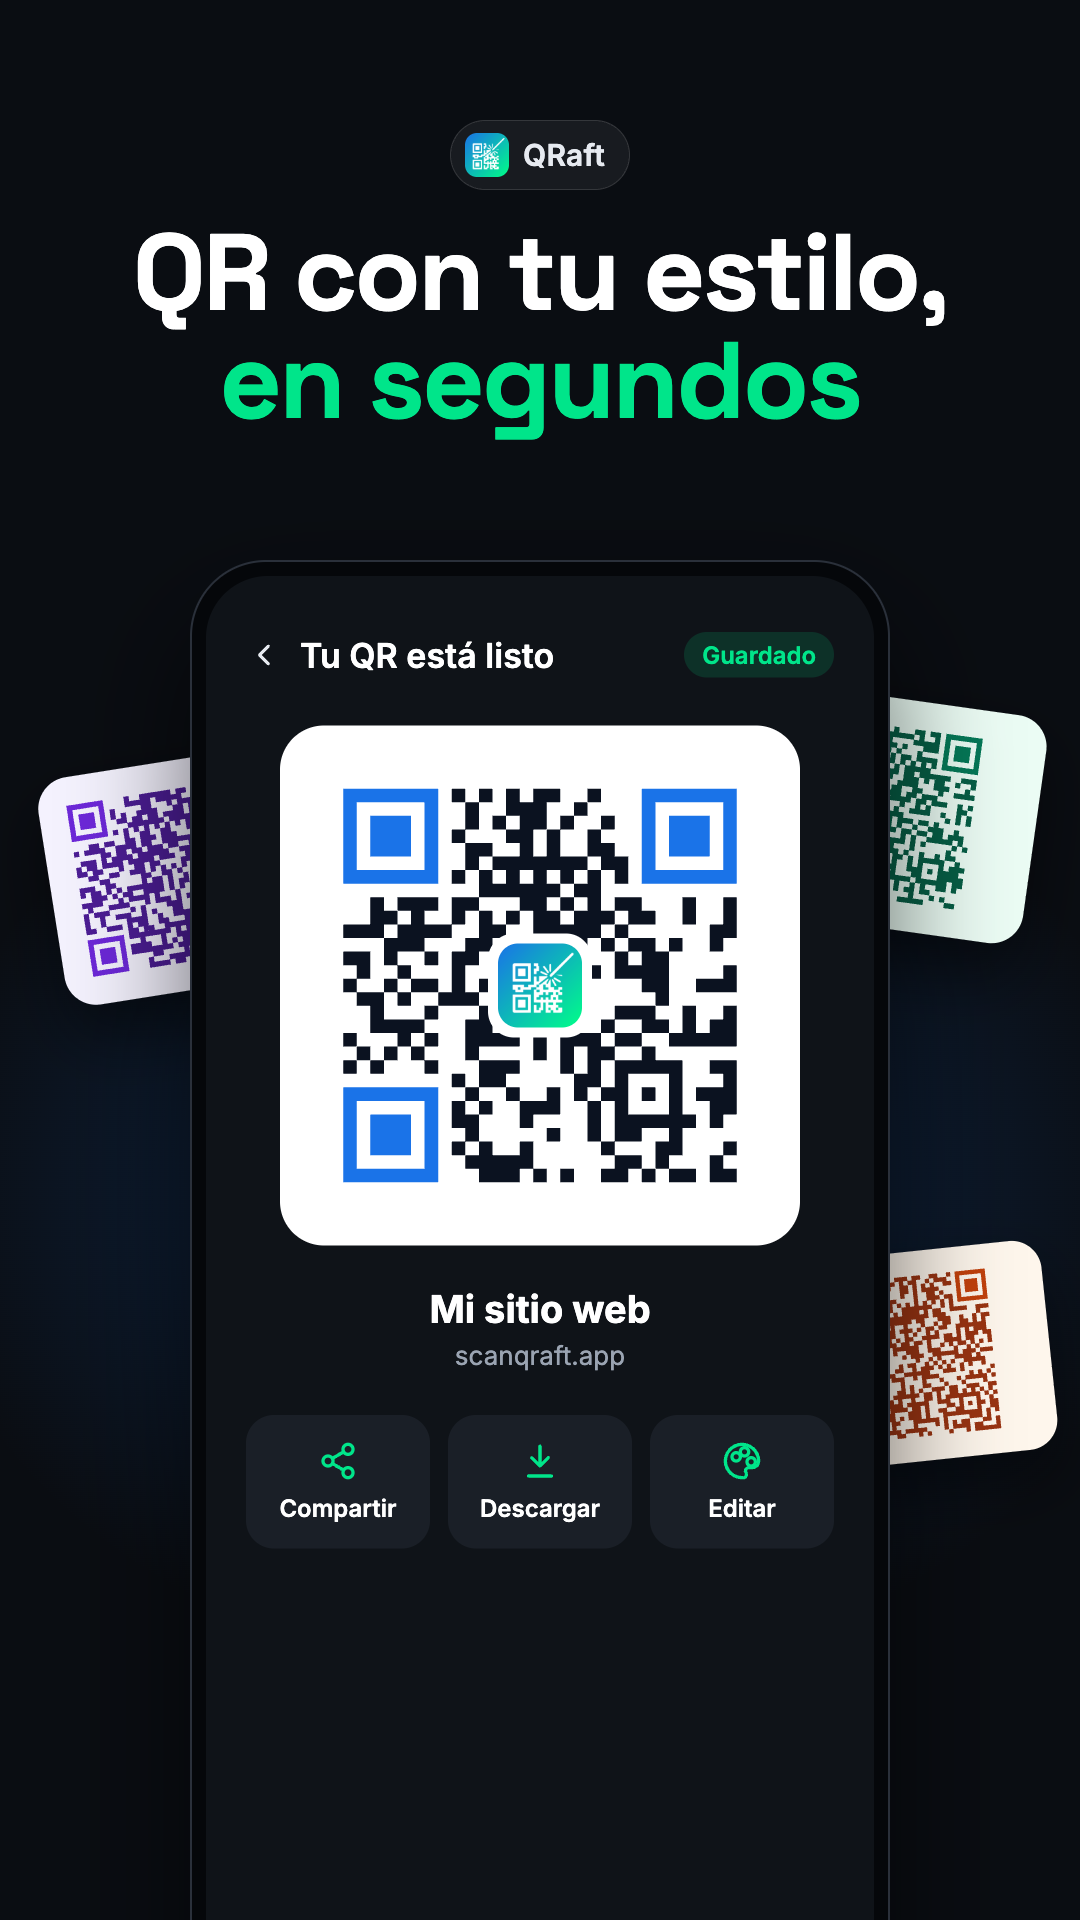 QRaft
QR con tu estilo,
en segundos
Tu QR está listo
Guardado
Mi sitio web
scanqraft.app
Compartir
Descargar
Editar